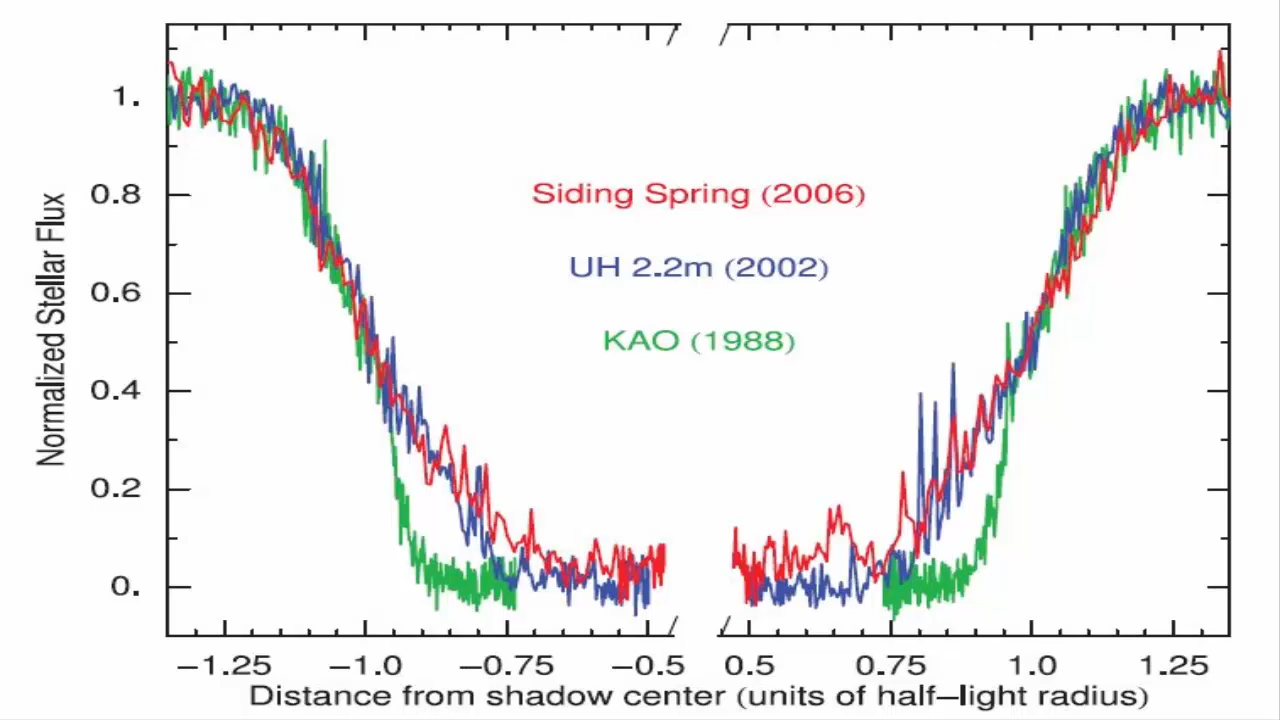 Normalized Stellar Flux
1.
0.8
0.6
0.4
0.2
0.
Siding Spring (2006)
UH 2.2m (2002)
KAO (1988)
−1.25 −1.0 −0.75 −0.5 0.5 0.75 1.0 1.25
Distance from shadow center (units of half−light radius)